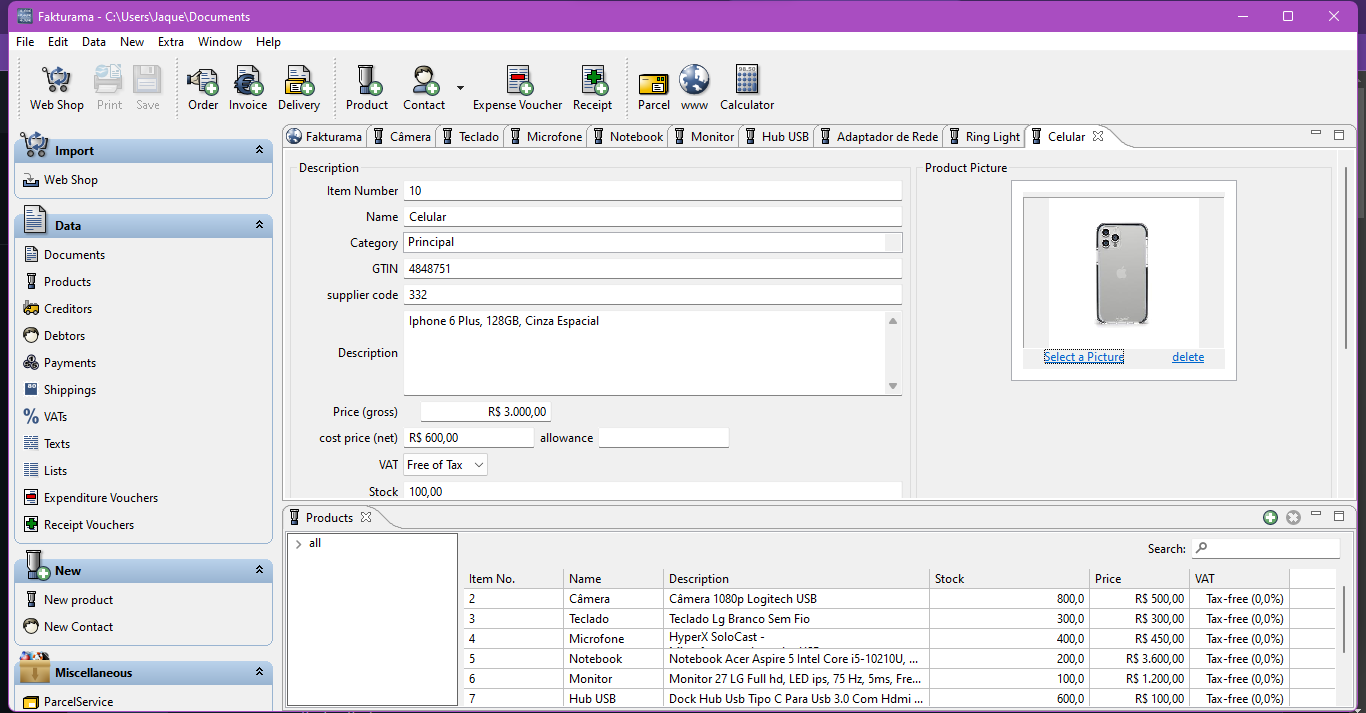 Fakturama - C:\Users\Jaque\Documents
File Edit Data New Extra Window Help
Web Shop Print Save Order Invoice Delivery Product Contact Expense Voucher Receipt Parcel www Calculator
Import
Web Shop
Data
Documents
Products
Creditors
Debtors
Payments
Shippings
VATs
Texts
Lists
Expenditure Vouchers
Receipt Vouchers
New
New product
New Contact
Miscellaneous
ParcelService
Fakturama Câmera Teclado Microfone Notebook Monitor Hub USB Adaptador de Rede Ring Light Celular
Description
Item Number 10
Name Celular
Category Principal
GTIN 4848751
supplier code 332
Description Iphone 6 Plus, 128GB, Cinza Espacial
Price (gross) R$ 3.000,00
cost price (net) R$ 600,00 allowance
VAT Free of Tax
Stock 100,00
Product Picture
Select a Picture delete
Products
all
Search:
Item No. Name Description Stock Price VAT
2 Câmera Câmera 1080p Logitech USB 800,0 R$ 500,00 Tax-free (0,0%)
3 Teclado Teclado Lg Branco Sem Fio 300,0 R$ 300,00 Tax-free (0,0%)
4 Microfone HyperX SoloCast - 400,0 R$ 450,00 Tax-free (0,0%)
5 Notebook Notebook Acer Aspire 5 Intel Core i5-10210U, ... 200,0 R$ 3.600,00 Tax-free (0,0%)
6 Monitor Monitor 27 LG Full hd, LED ips, 75 Hz, 5ms, Fre... 100,0 R$ 1.200,00 Tax-free (0,0%)
7 Hub USB Dock Hub Usb Tipo C Para Usb 3.0 Com Hdmi ... 600,0 R$ 100,00 Tax-free (0,0%)